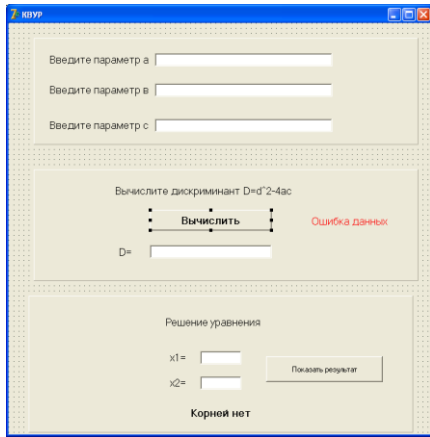 КВУР
Введите параметр а
Введите параметр в
Введите параметр с
Вычислите дискриминант D=d^2-4ac
Вычислить
Ошибка данных
D=
Решение уравнения
x1=
Показать результат
x2=
Корней нет